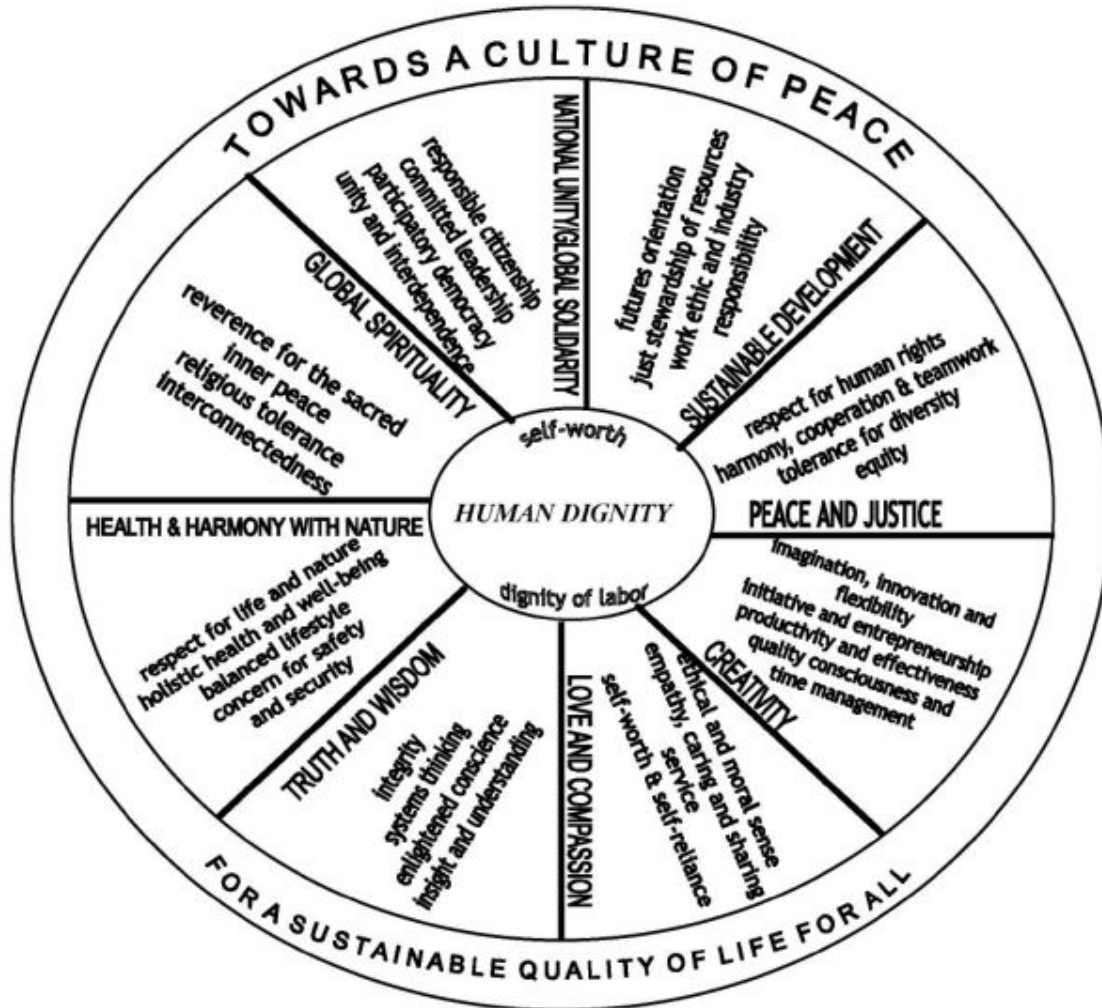 TOWARDS A CULTURE OF PEACE
NATIONAL UNITY/GLOBAL SOLIDARITY
responsible citizenship
committed leadership
participatory democracy
unity and interdependence
futures orientation
just stewardship of resources
work ethic and industry
responsibility
SUSTAINABLE DEVELOPMENT
respect for human rights
harmony, cooperation & teamwork
tolerance for diversity
equity
PEACE AND JUSTICE
imagination, innovation and
flexibility
initiative and entrepreneurship
productivity and effectiveness
quality consciousness and
time management
CREATIVITY
ethical and moral sense
empathy, caring and sharing
service
self-worth & self-reliance
LOVE AND COMPASSION
integrity
systems thinking
enlightened conscience
insight and understanding
TRUTH AND WISDOM
respect for life and nature
holistic health and well-being
balanced lifestyle
concern for safety
and security
HEALTH & HARMONY WITH NATURE
reverence for the sacred
inner peace
religious tolerance
interconnectedness
GLOBAL SPIRITUALITY
self-worth
HUMAN DIGNITY
dignity of labor
FOR A SUSTAINABLE QUALITY OF LIFE FOR ALL